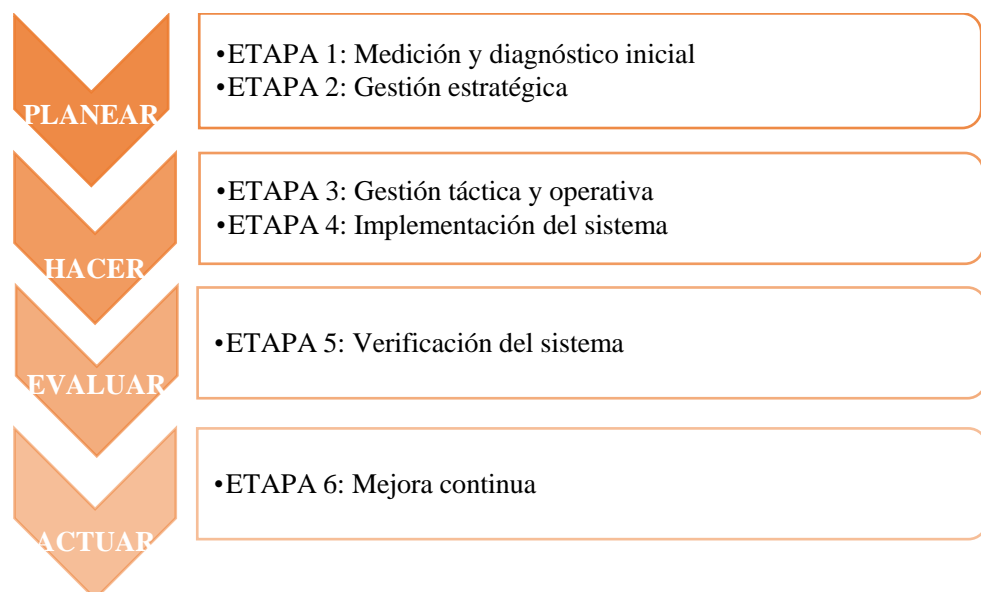 PLANEAR
•ETAPA 1: Medición y diagnóstico inicial
•ETAPA 2: Gestión estratégica
HACER
•ETAPA 3: Gestión táctica y operativa
•ETAPA 4: Implementación del sistema
EVALUAR
•ETAPA 5: Verificación del sistema
ACTUAR
•ETAPA 6: Mejora continua